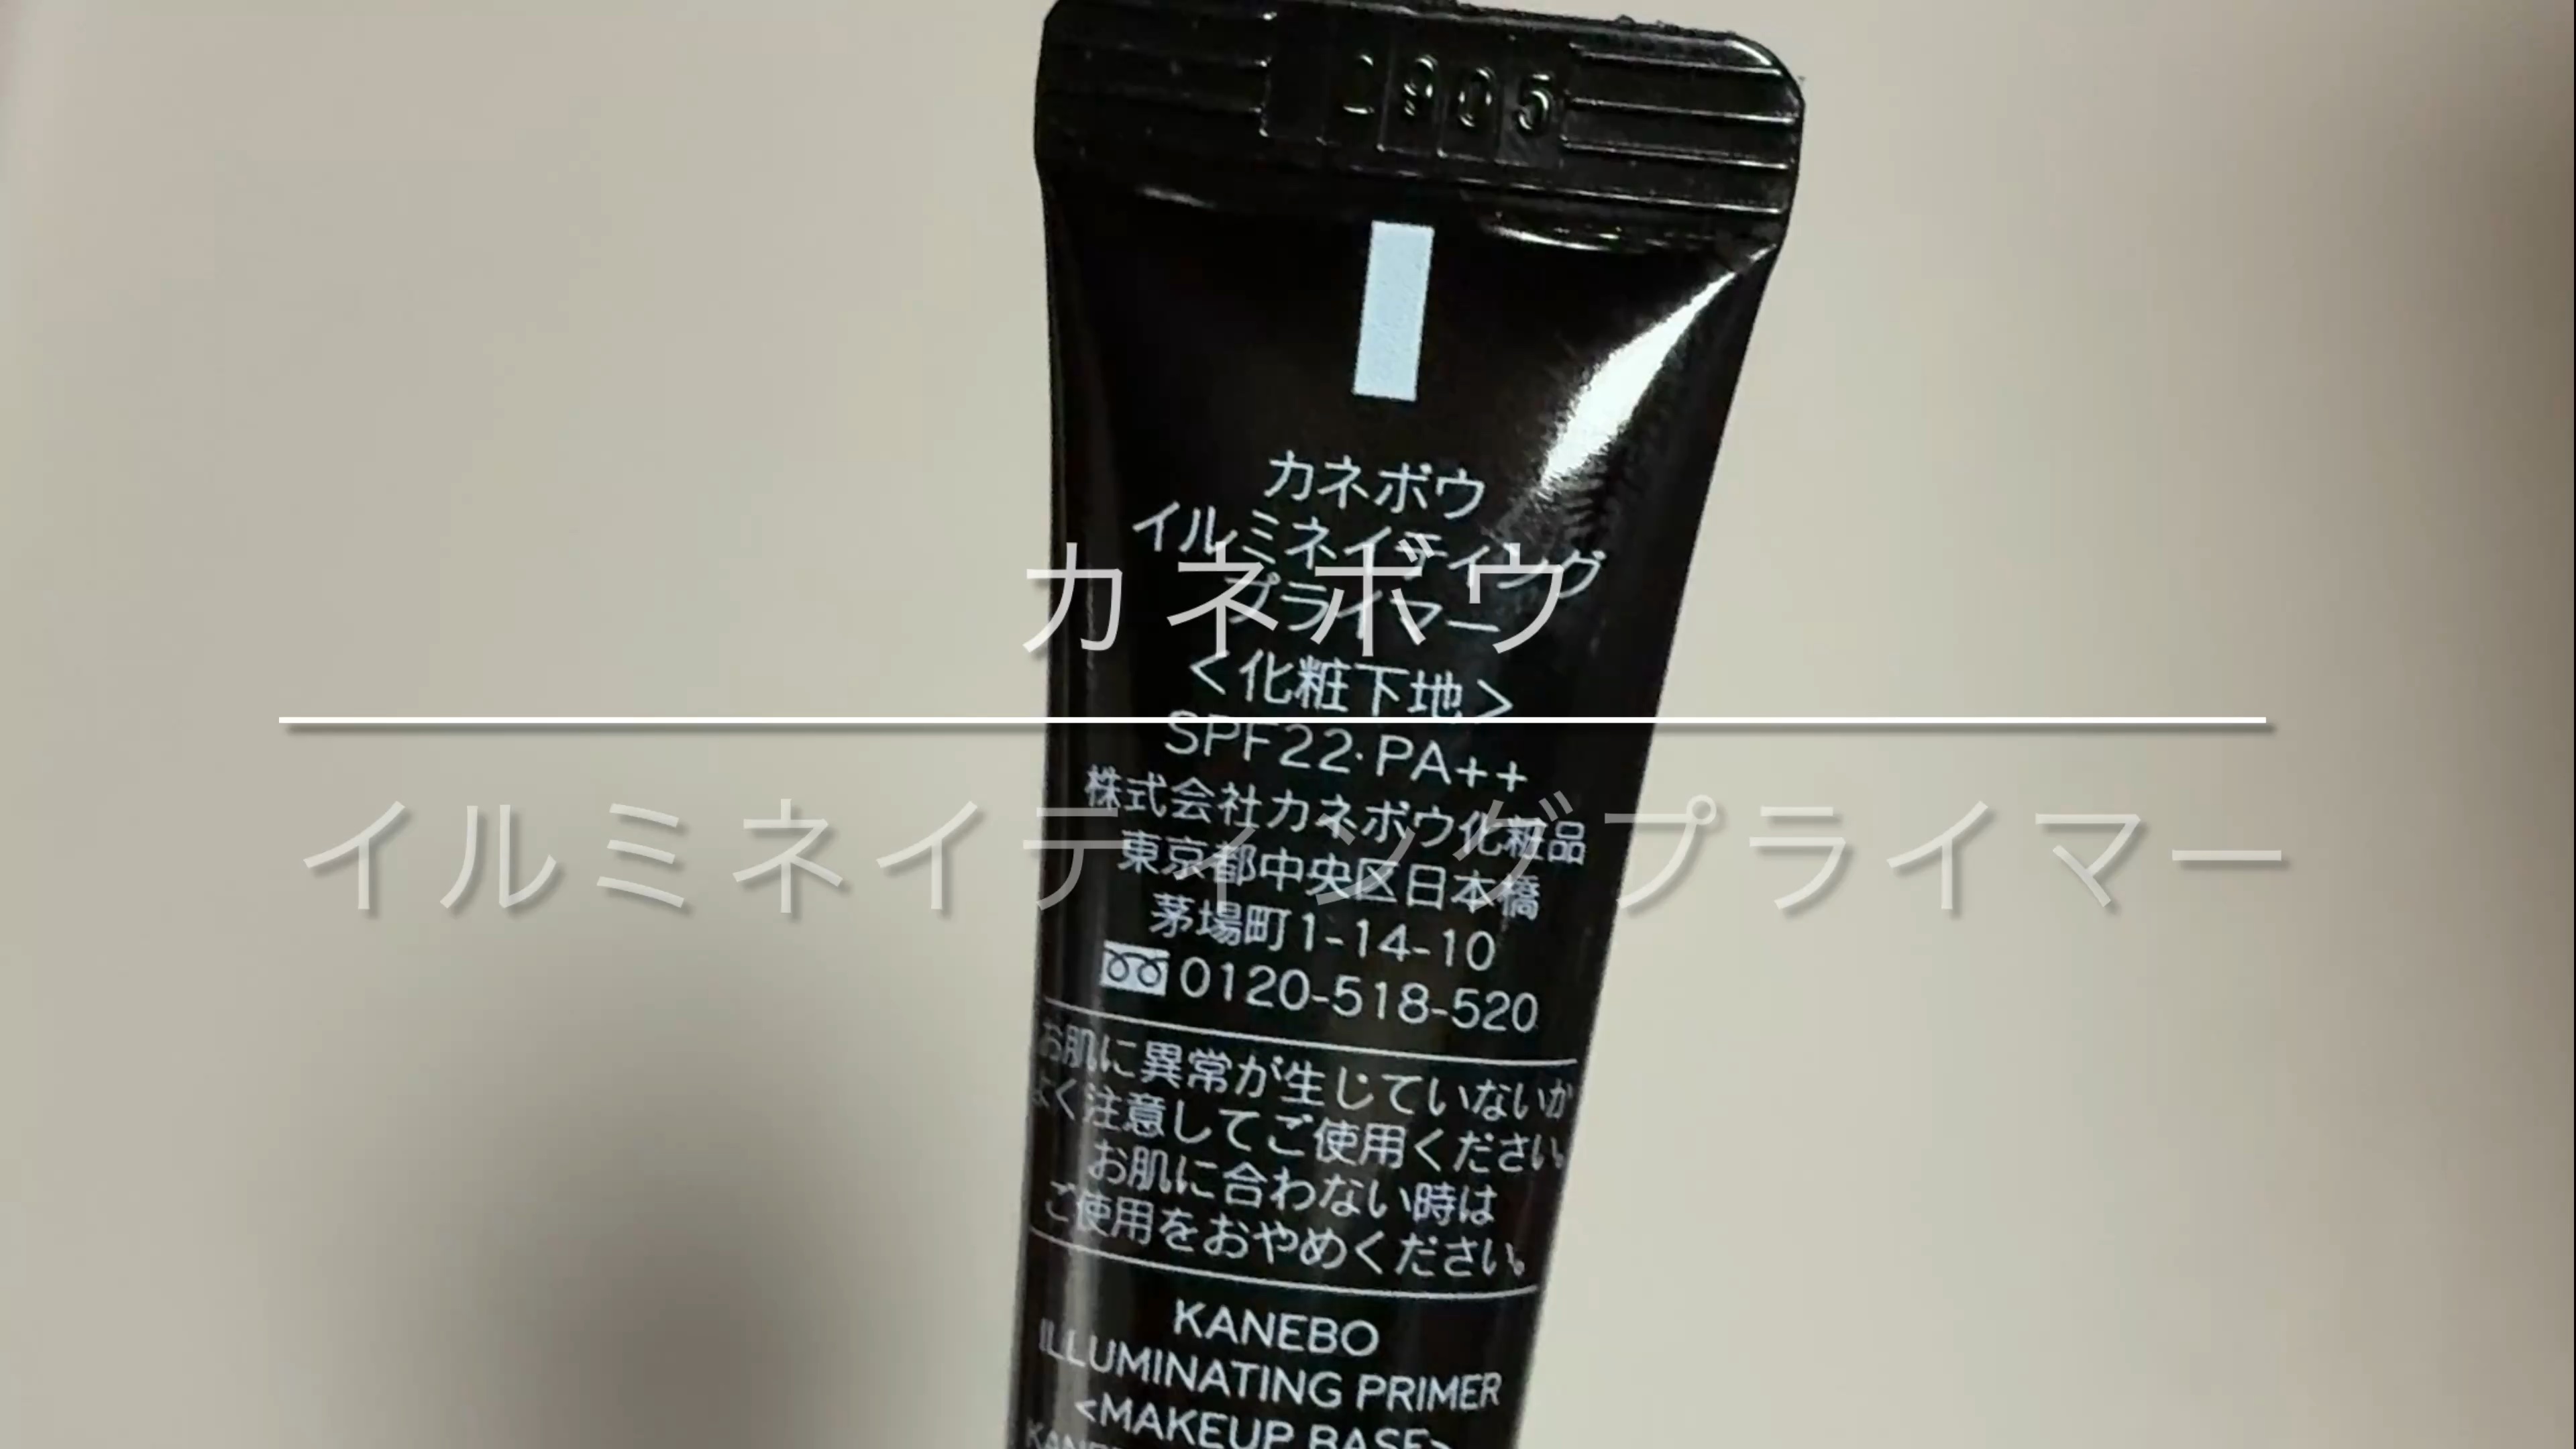 2905
カネボウ
イルミネイティング
プライマー
<化粧下地>
SPF22・PA++
株式会社カネボウ化粧品
東京都中央区日本橋
茅場町1-14-10
0120-518-520
お肌に異常が生じていないか
よく注意してご使用ください。
お肌に合わない時は
ご使用をおやめください。
KANEBO
ILLUMINATING PRIMER
<MAKEUP BASE>
カネボウ
イルミネイティングプライマー